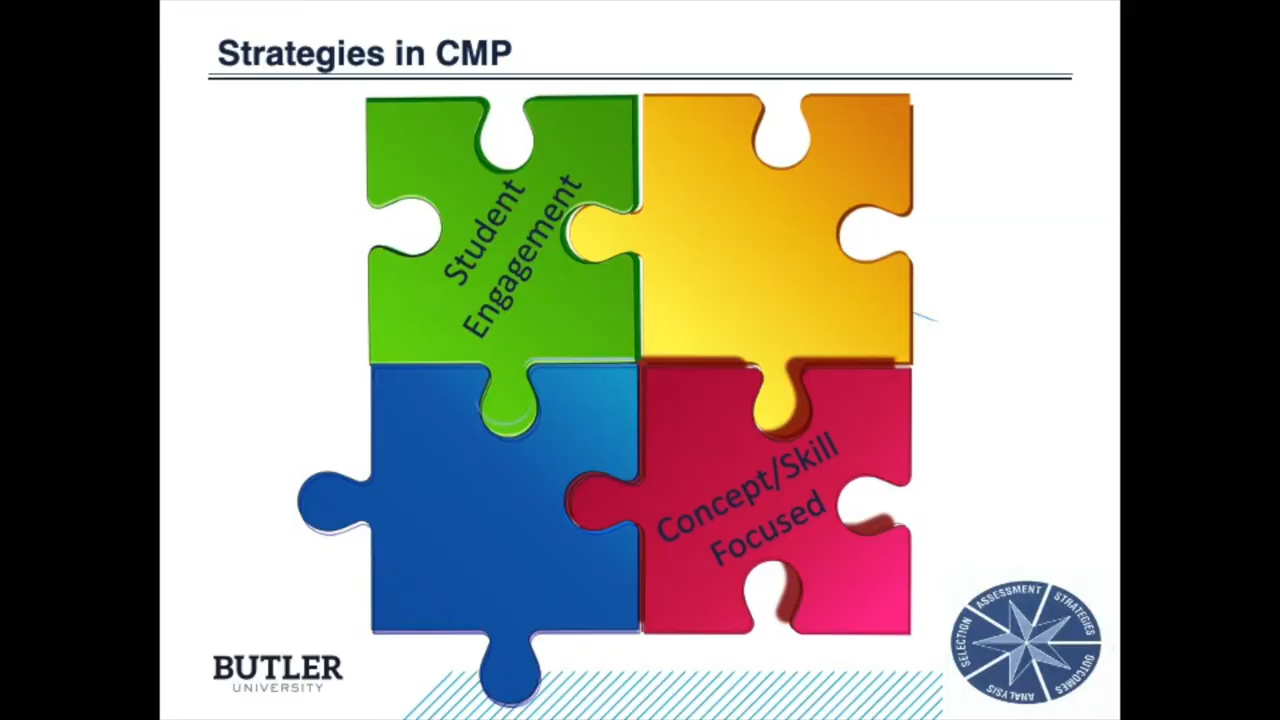 Strategies in CMP
Student
Engagement
Concept/Skill
Focused
BUTLER
UNIVERSITY
ASSESSMENT
STRATEGIES
OUTCOMES
ANALYSIS
SELECTION